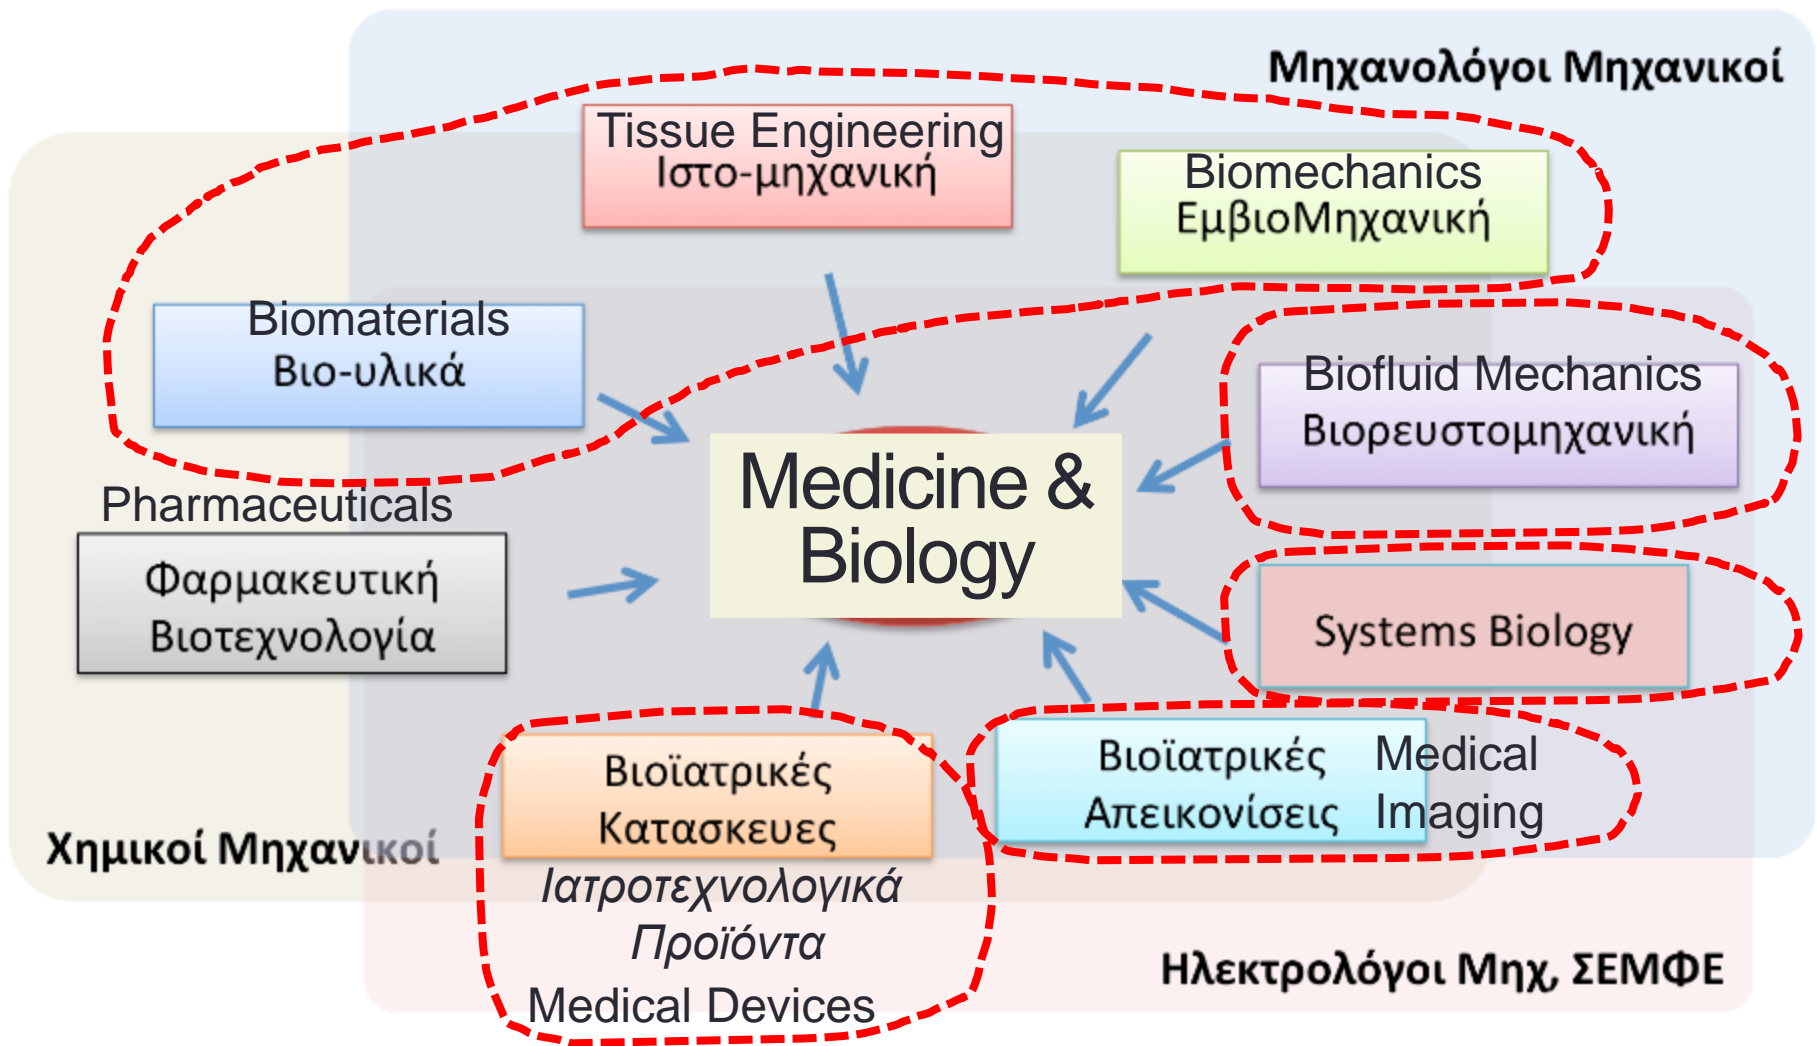 Μηχανολόγοι Μηχανικοί
Tissue Engineering
Ιστο-μηχανική
Biomechanics
ΕμβιοΜηχανική
Biomaterials
Βιο-υλικά
Biofluid Mechanics
Βιορευστομηχανική
Medicine &
Biology
Pharmaceuticals
Φαρμακευτική
Βιοτεχνολογία
Systems Biology
Βιοϊατρικές
Κατασκευες
Ιατροτεχνολογικά
Προϊόντα
Medical Devices
Βιοϊατρικές
Απεικονίσεις
Medical
Imaging
Χημικοί Μηχανικοί
Ηλεκτρολόγοι Μηχ, ΣΕΜΦΕ